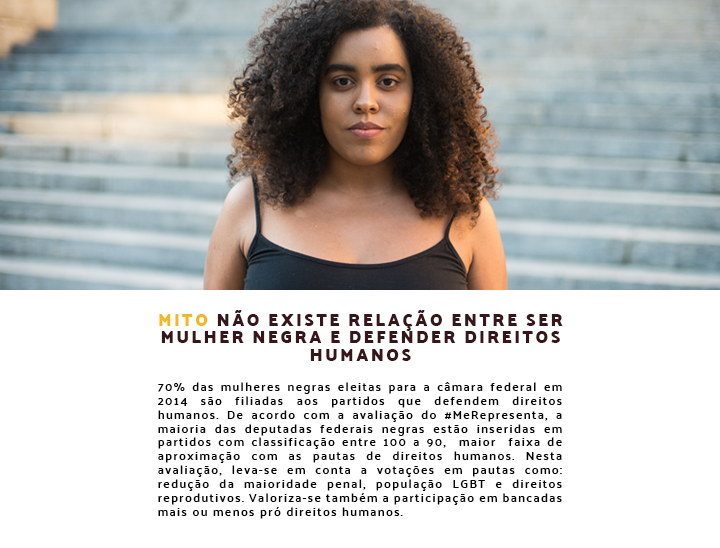 MITO NÃO EXISTE RELAÇÃO ENTRE SER
MULHER NEGRA E DEFENDER DIREITOS
HUMANOS
70% das mulheres negras eleitas para a câmara federal em
2014 são filiadas aos partidos que defendem direitos
humanos. De acordo com a avaliação do #MeRepresenta, a
maioria das deputadas federais negras estão inseridas em
partidos com classificação entre 100 a 90, maior faixa de
aproximação com as pautas de direitos humanos. Nesta
avaliação, leva-se em conta a votações em pautas como:
redução da maioridade penal, população LGBT e direitos
reprodutivos. Valoriza-se também a participação em bancadas
mais ou menos pró direitos humanos.